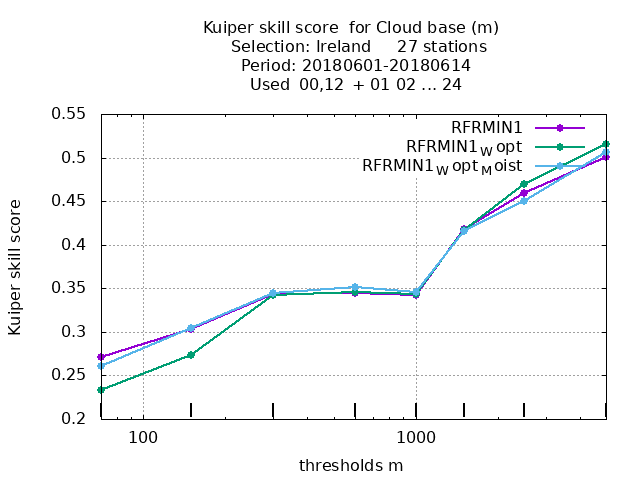 Kuiper skill score  for Cloud base (m)
Selection: Ireland     27 stations
Period: 20180601-20180614
Used  00,12  + 01 02 ... 24
RFRMIN1
RFRMIN1Wopt
RFRMIN1WoptMoist
0.55
0.5
0.45
0.4
0.35
0.3
0.25
0.2
Kuiper skill score
100 1000
thresholds m